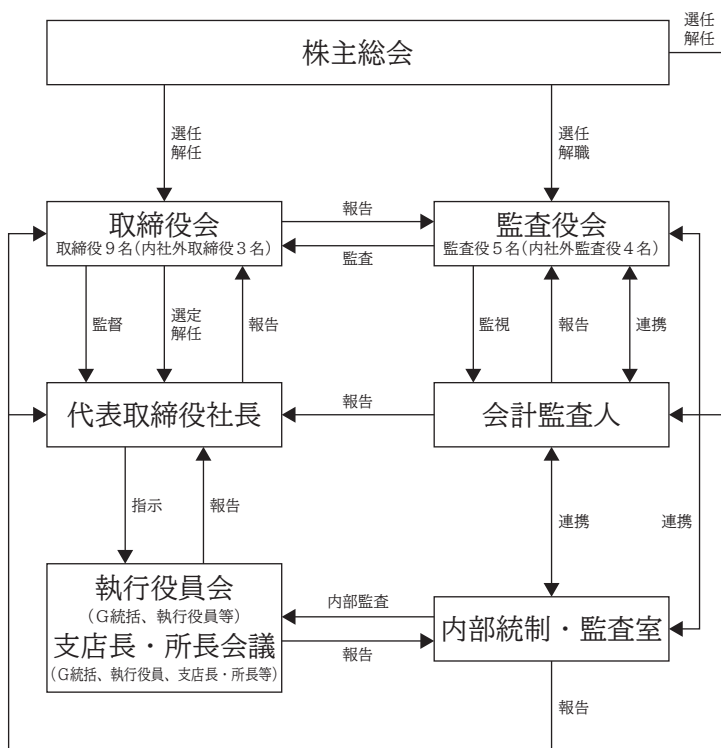 選任
解任
株主総会
選任
解任
選任
解職
取締役会
取締役９名（内社外取締役３名）
報告
監査
監査役会
監査役５名（内社外監査役４名）
監督
選定
解任
報告
監視
報告
連携
代表取締役社長
報告
会計監査人
指示
報告
連携
連携
執行役員会
（Ｇ統括、執行役員等）
支店長・所長会議
（Ｇ統括、執行役員、支店長・所長等）
内部監査
報告
内部統制・監査室
報告